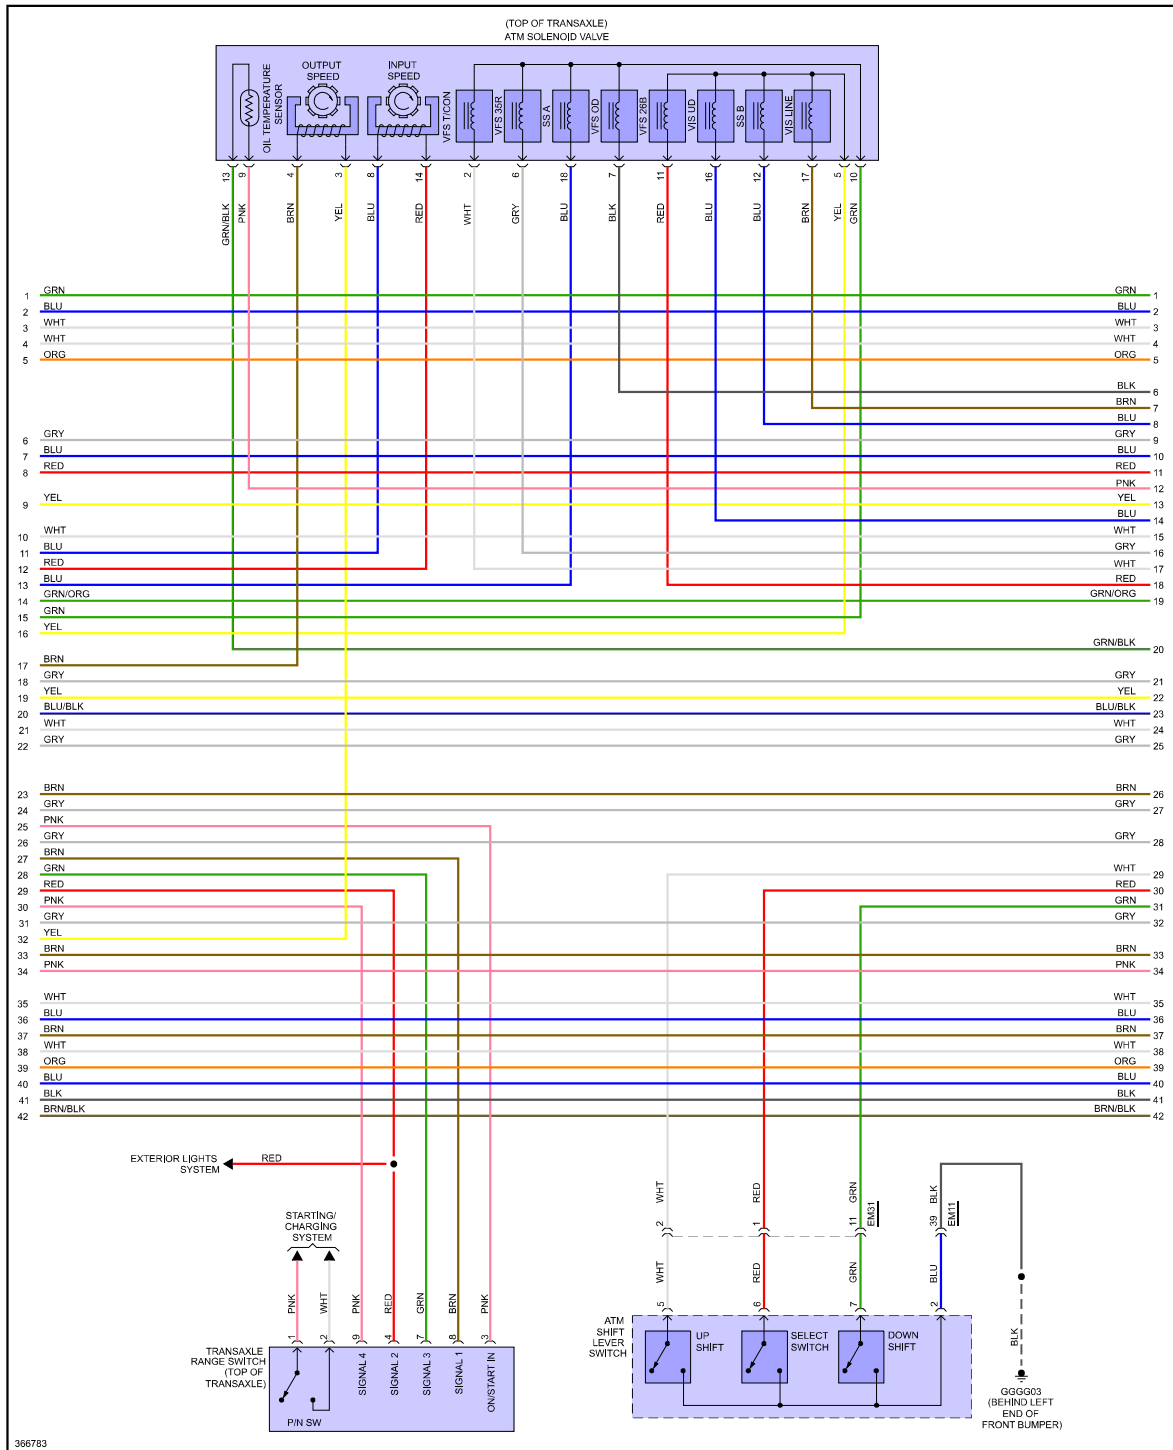 (TOP OF TRANSAXLE)
ATM SOLENOID VALVE
OIL TEMPERATURE
SENSOR
OUTPUT
SPEED
INPUT
SPEED
VFS T/CON
VFS 35R
SS A
VFS OD
VFS 26B
VIS UD
SS B
VIS LINE
13 9 4 3 8 14 2 6 18 7 11 16 12 17 5 10
GRN/BLK PNK BRN YEL BLU RED WHT GRY BLU BLK RED BLU BLU BRN YEL GRN
1 GRN GRN 1
2 BLU BLU 2
3 WHT WHT 3
4 WHT WHT 4
5 ORG ORG 5
BLK 6
BRN 7
BLU 8
6 GRY GRY 9
7 BLU BLU 10
8 RED RED 11
PNK 12
9 YEL YEL 13
BLU 14
10 WHT WHT 15
11 BLU GRY 16
12 RED WHT 17
13 BLU RED 18
14 GRN/ORG GRN/ORG 19
15 GRN
16 YEL
GRN/BLK 20
17 BRN
18 GRY GRY 21
19 YEL YEL 22
20 BLU/BLK BLU/BLK 23
21 WHT WHT 24
22 GRY GRY 25
23 BRN BRN 26
24 GRY GRY 27
25 PNK
26 GRY GRY 28
27 BRN
28 GRN WHT 29
29 RED RED 30
30 PNK GRN 31
31 GRY GRY 32
32 YEL
33 BRN BRN 33
34 PNK PNK 34
35 WHT WHT 35
36 BLU BLU 36
37 BRN BRN 37
38 WHT WHT 38
39 ORG ORG 39
40 BLU BLU 40
41 BLK BLK 41
42 BRN/BLK BRN/BLK 42
EXTERIOR LIGHTS
SYSTEM
RED
STARTING/
CHARGING
SYSTEM
WHT RED GRN BLK
2 1 11 EM31 39 EM11
WHT RED GRN BLU
5 6 7 2
PNK WHT PNK RED GRN BRN PNK
1 2 9 4 7 8 3
TRANSAXLE
RANGE SWITCH
(TOP OF
TRANSAXLE)
P/N SW
SIGNAL 4
SIGNAL 2
SIGNAL 3
SIGNAL 1
ON/START IN
ATM
SHIFT
LEVER
SWITCH
UP
SHIFT
SELECT
SWITCH
DOWN
SHIFT
BLK
GGGG03
(BEHIND LEFT
END OF
FRONT BUMPER)
366783